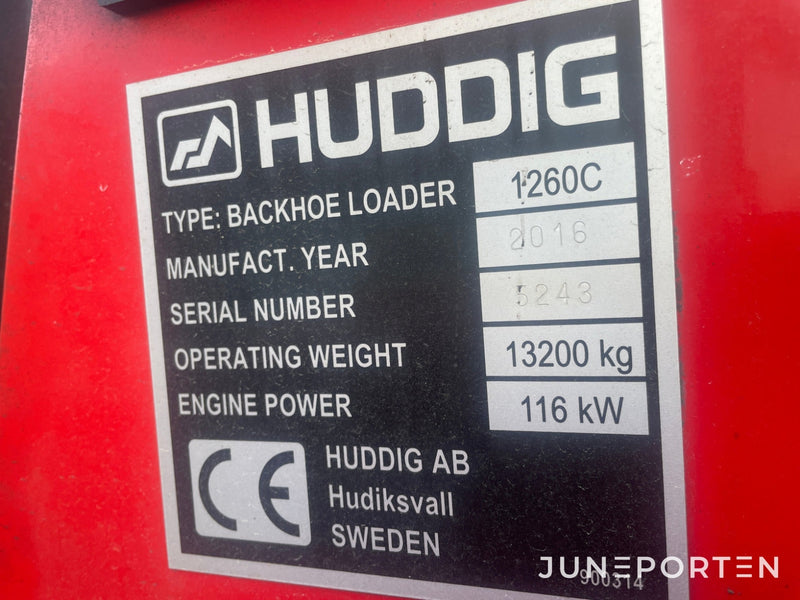 HUDDIG
TYPE: BACKHOE LOADER 1260C
MANUFACT. YEAR 2016
SERIAL NUMBER 5243
OPERATING WEIGHT 13200 kg
ENGINE POWER 116 kW
CE HUDDIG AB
Hudiksvall
SWEDEN
JUNEPORTEN
900314